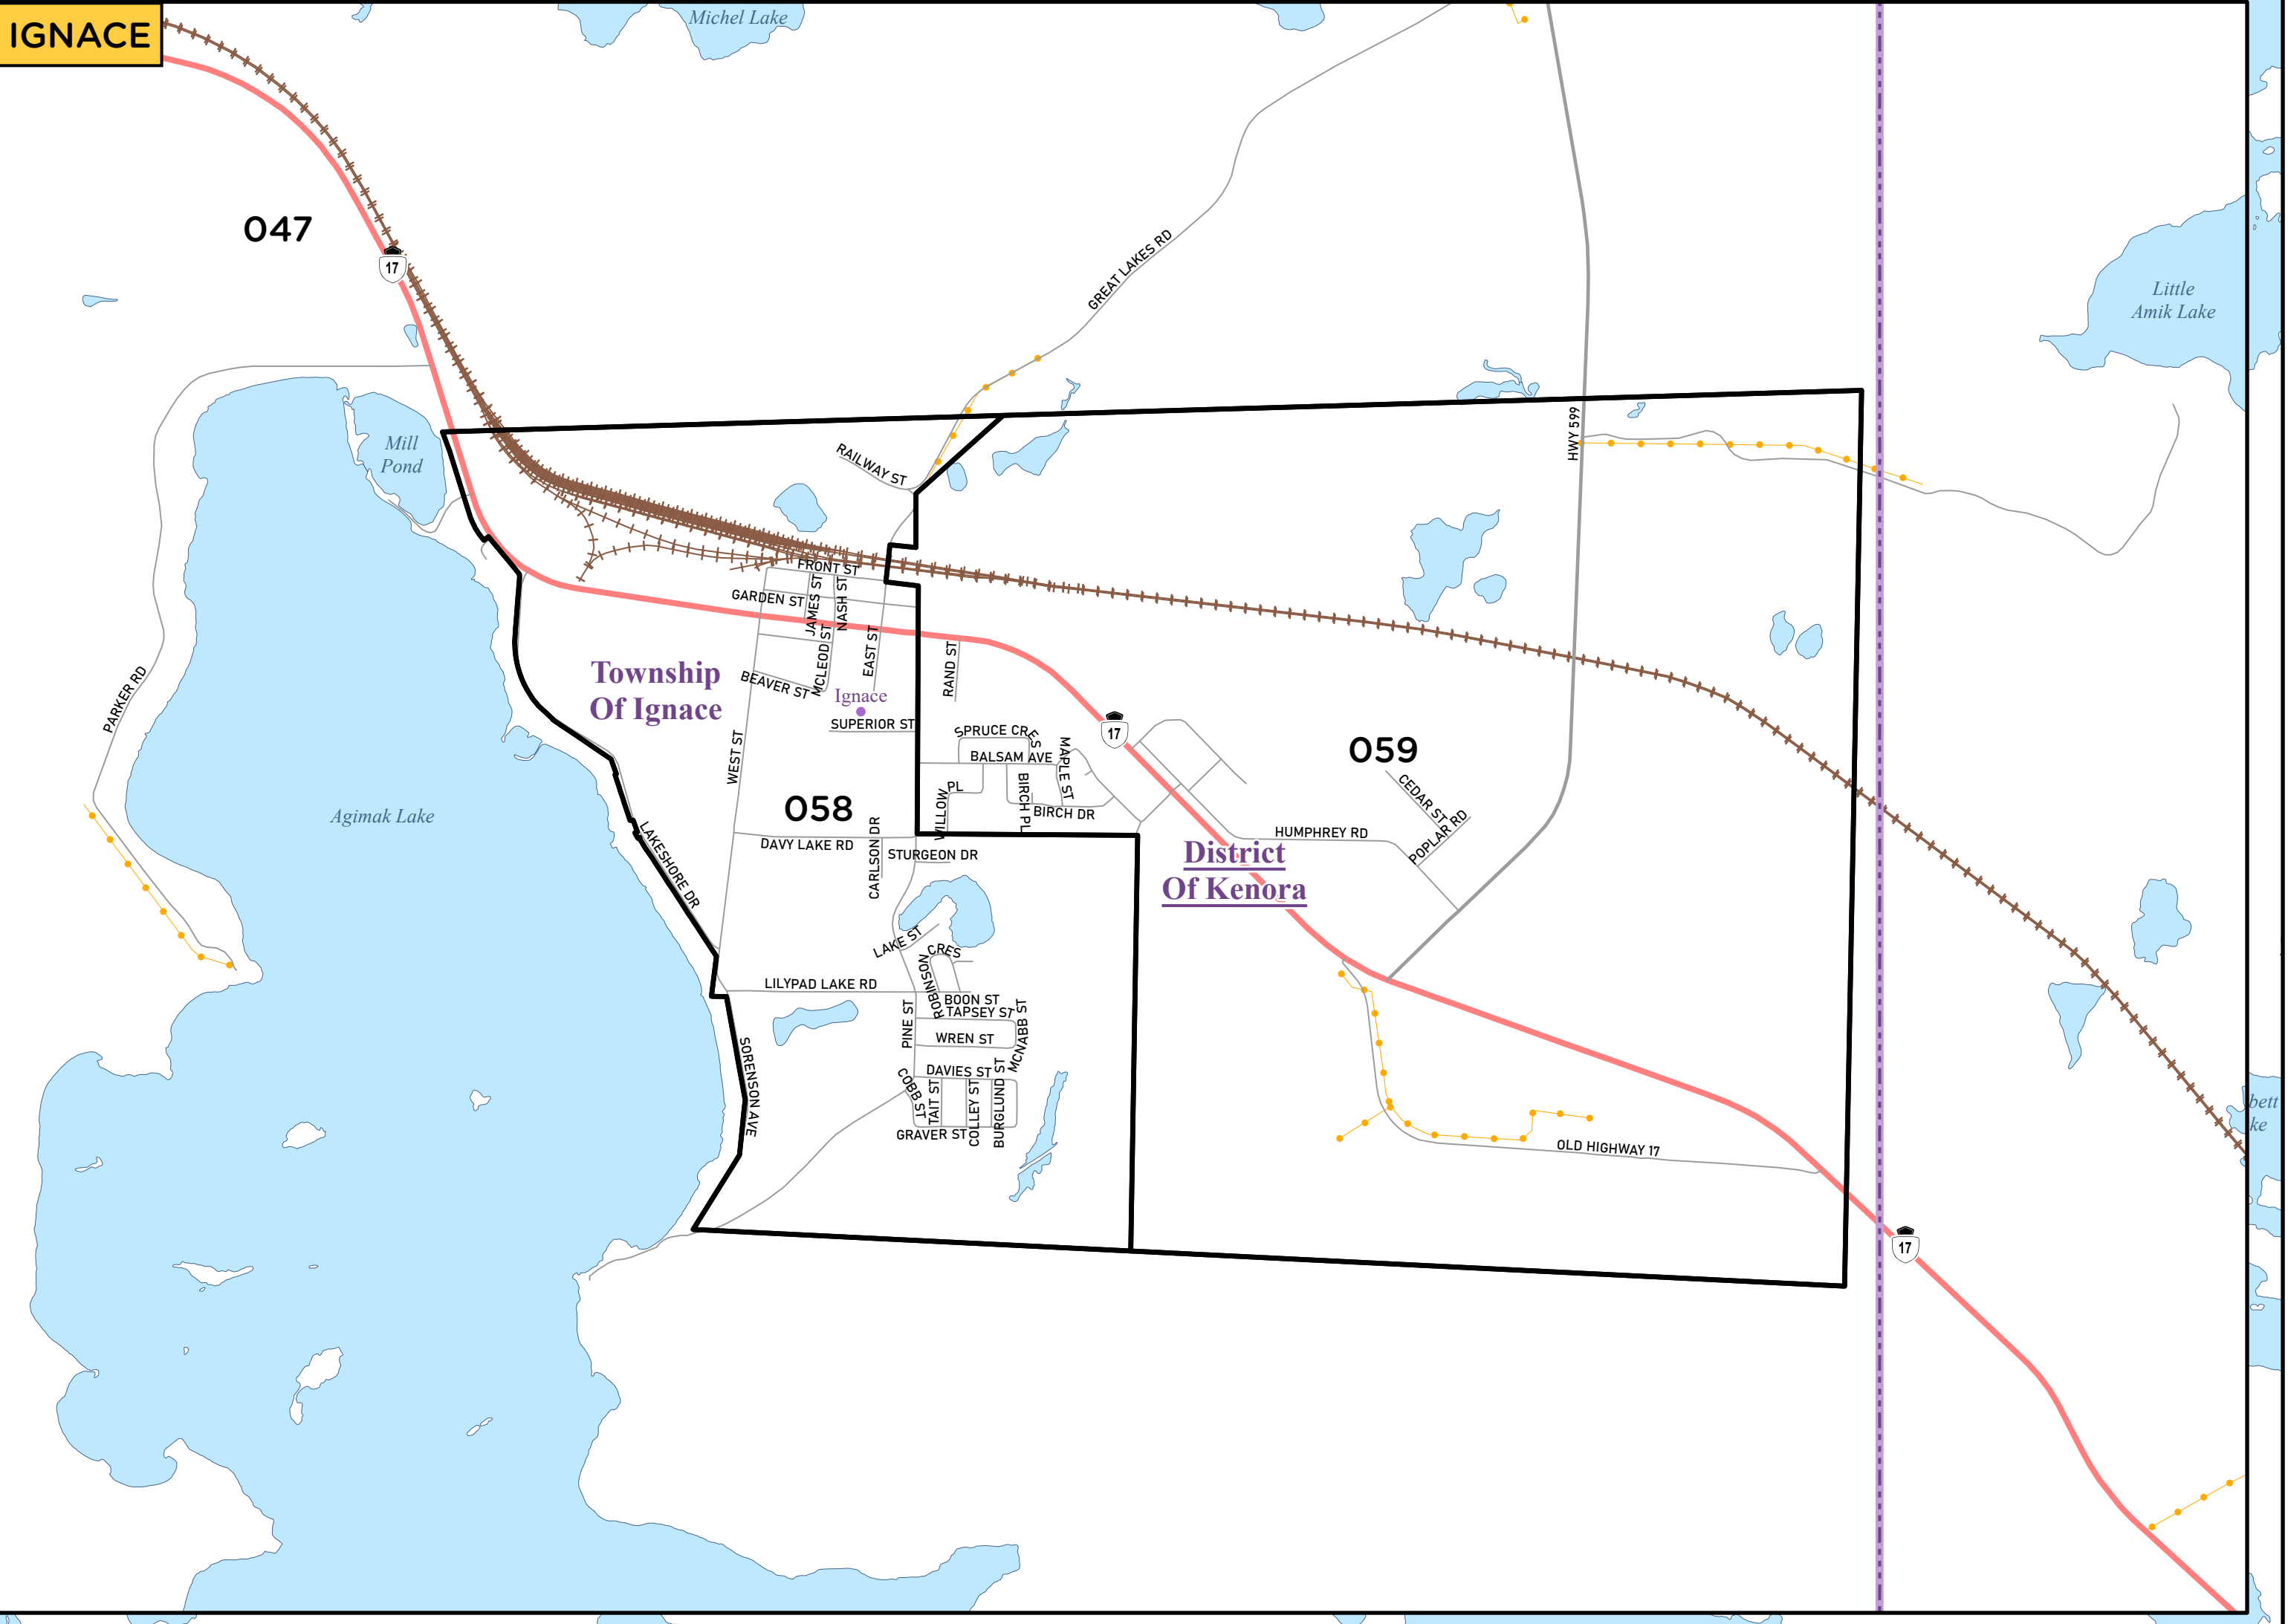 IGNACE
Michel Lake
047
17
GREAT LAKES RD
Little
Amik Lake
HWY 599
Mill
Pond
RAILWAY ST
FRONT ST
GARDEN ST
JAMES ST
NASH ST
MCLEOD ST
EAST ST
RAND ST
BEAVER ST
Township
Of Ignace
Ignace
SUPERIOR ST
PARKER RD
WEST ST
SPRUCE CRES
BALSAM AVE
MAPLE ST
17
059
WILLOW PL
BIRCH PL
BIRCH DR
CEDAR ST
POPLAR RD
HUMPHREY RD
058
Agimak Lake
LAKESHORE DR
DAVY LAKE RD
CARLSON DR
STURGEON DR
District
Of Kenora
LAKE ST
ROBINSON CRES
LILYPAD LAKE RD
BOON ST
TAPSEY ST
PINE ST
WREN ST
MCNABB ST
SORENSON AVE
DAVIES ST
COBB ST
TAIT ST
COLLEY ST
BURGLUND ST
GRAVER ST
OLD HIGHWAY 17
bett
ke
17